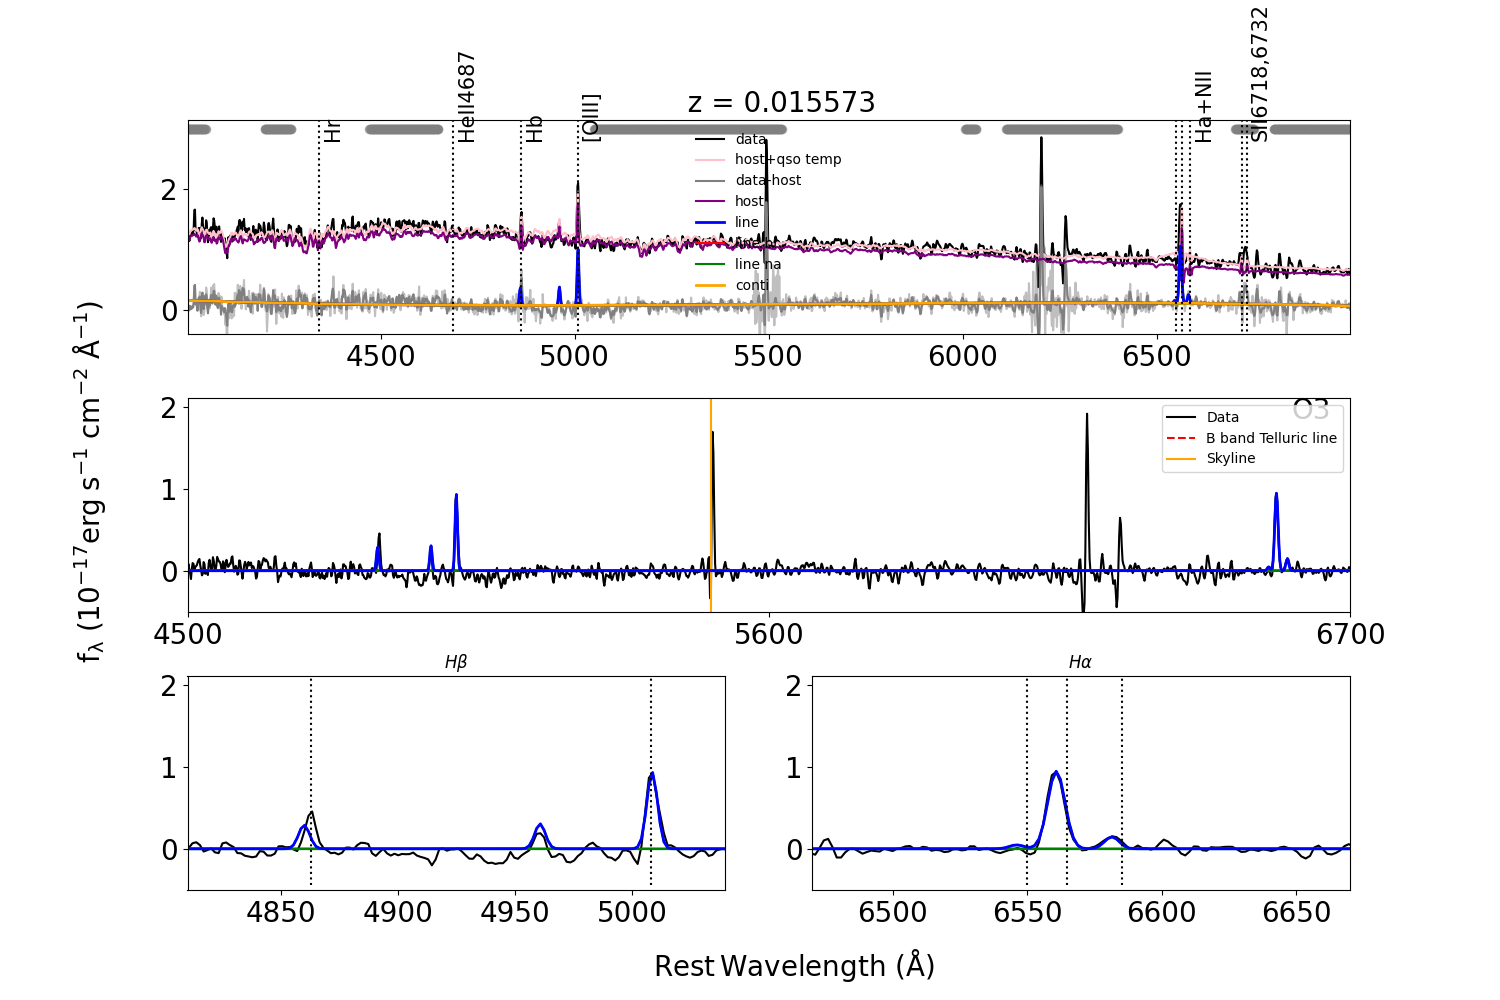 z = 0.015573
Hr
HeII4687
Hb
[OIII]
Ha+NII
SII6718,6732
data
host+qso temp
data-host
host
line
line na
conti
2
0
4500 5000 5500 6000 6500
fλ (10−17erg s−1 cm−2 Å−1)
O3
Data
B band Telluric line
Skyline
2
1
0
4500 5600 6700
Hβ
2
1
0
4850 4900 4950 5000
Hα
2
1
0
6500 6550 6600 6650
Rest Wavelength (Å)